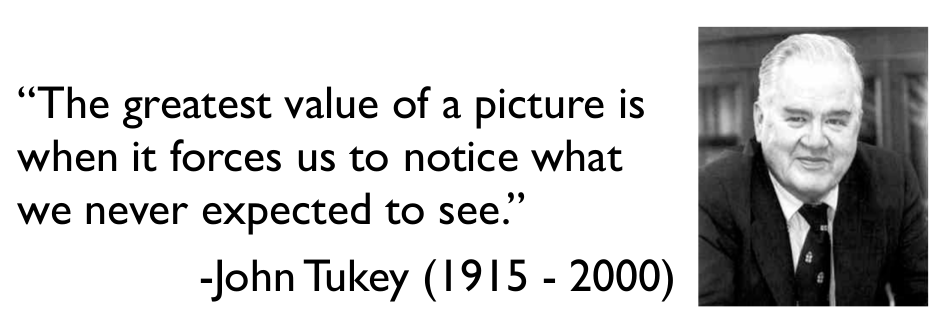 “The greatest value of a picture is
when it forces us to notice what
we never expected to see.”
-John Tukey (1915 - 2000)